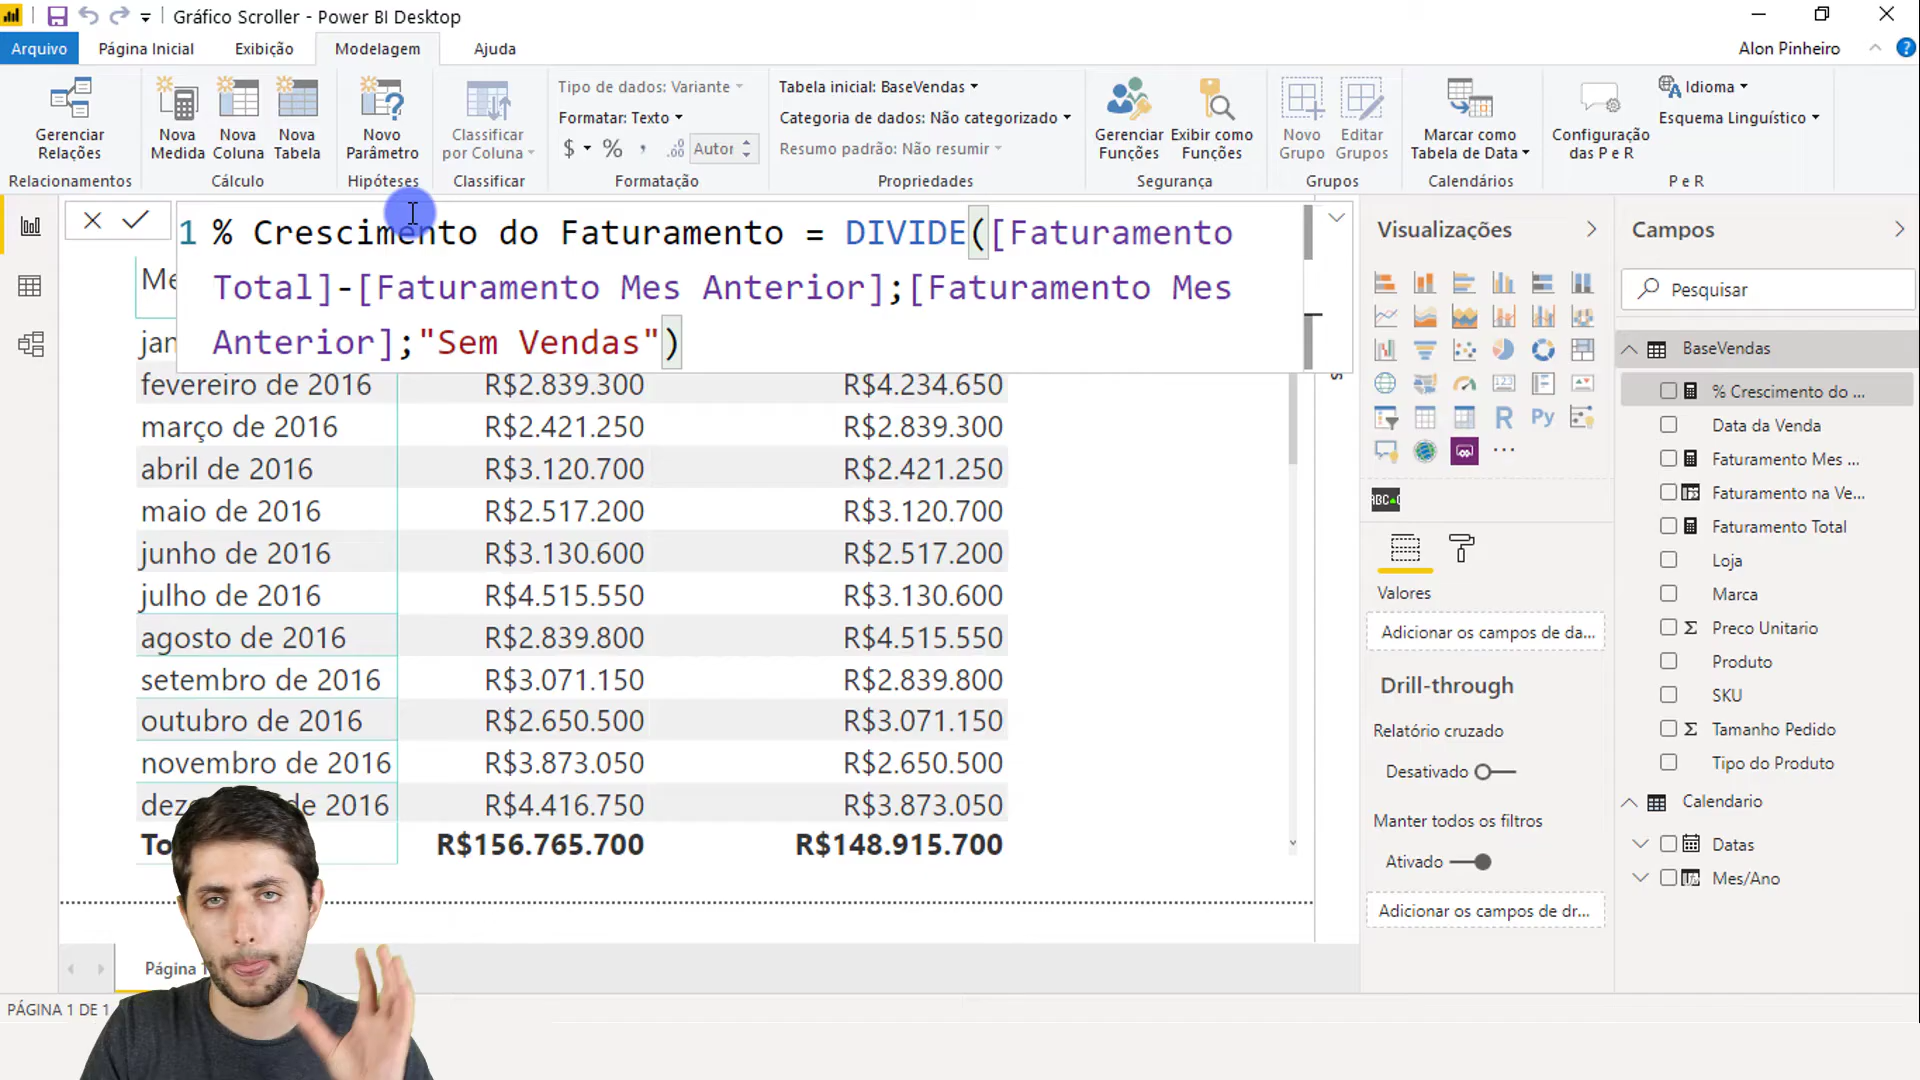 Gráfico Scroller - Power BI Desktop
Arquivo
Página Inicial
Exibição
Modelagem
Ajuda
Alon Pinheiro
Gerenciar Relações
Relacionamentos
Nova Medida
Nova Coluna
Nova Tabela
Cálculo
Novo Parâmetro
Hipóteses
Classificar por Coluna
Classificar
Tipo de dados: Variante
Formatar: Texto
$ % ,
Formatação
Tabela inicial: BaseVendas
Categoria de dados: Não categorizado
Resumo padrão: Não resumir
Propriedades
Gerenciar Funções
Exibir como Funções
Segurança
Novo Grupo
Editar Grupos
Grupos
Marcar como Tabela de Data
Calendários
Configuração das P e R
Idioma
Esquema Linguístico
P e R
1 % Crescimento do Faturamento = DIVIDE([Faturamento
Total]-[Faturamento Mes Anterior];[Faturamento Mes
Anterior];"Sem Vendas")
fevereiro de 2016 R$2.839.300 R$4.234.650
março de 2016 R$2.421.250 R$2.839.300
abril de 2016 R$3.120.700 R$2.421.250
maio de 2016 R$2.517.200 R$3.120.700
junho de 2016 R$3.130.600 R$2.517.200
julho de 2016 R$4.515.550 R$3.130.600
agosto de 2016 R$2.839.800 R$4.515.550
setembro de 2016 R$3.071.150 R$2.839.800
outubro de 2016 R$2.650.500 R$3.071.150
novembro de 2016 R$3.873.050 R$2.650.500
de 2016 R$4.416.750 R$3.873.050
R$156.765.700 R$148.915.700
Página 1
PÁGINA 1 DE 1
Visualizações
R Py
ABC
Valores
Adicionar os campos de da...
Drill-through
Relatório cruzado
Desativado
Manter todos os filtros
Ativado
Adicionar os campos de dr...
Campos
Pesquisar
BaseVendas
% Crescimento do ...
Data da Venda
Faturamento Mes ...
Faturamento na Ve...
Faturamento Total
Loja
Marca
Preco Unitario
Produto
SKU
Tamanho Pedido
Tipo do Produto
Calendario
Datas
Mes/Ano